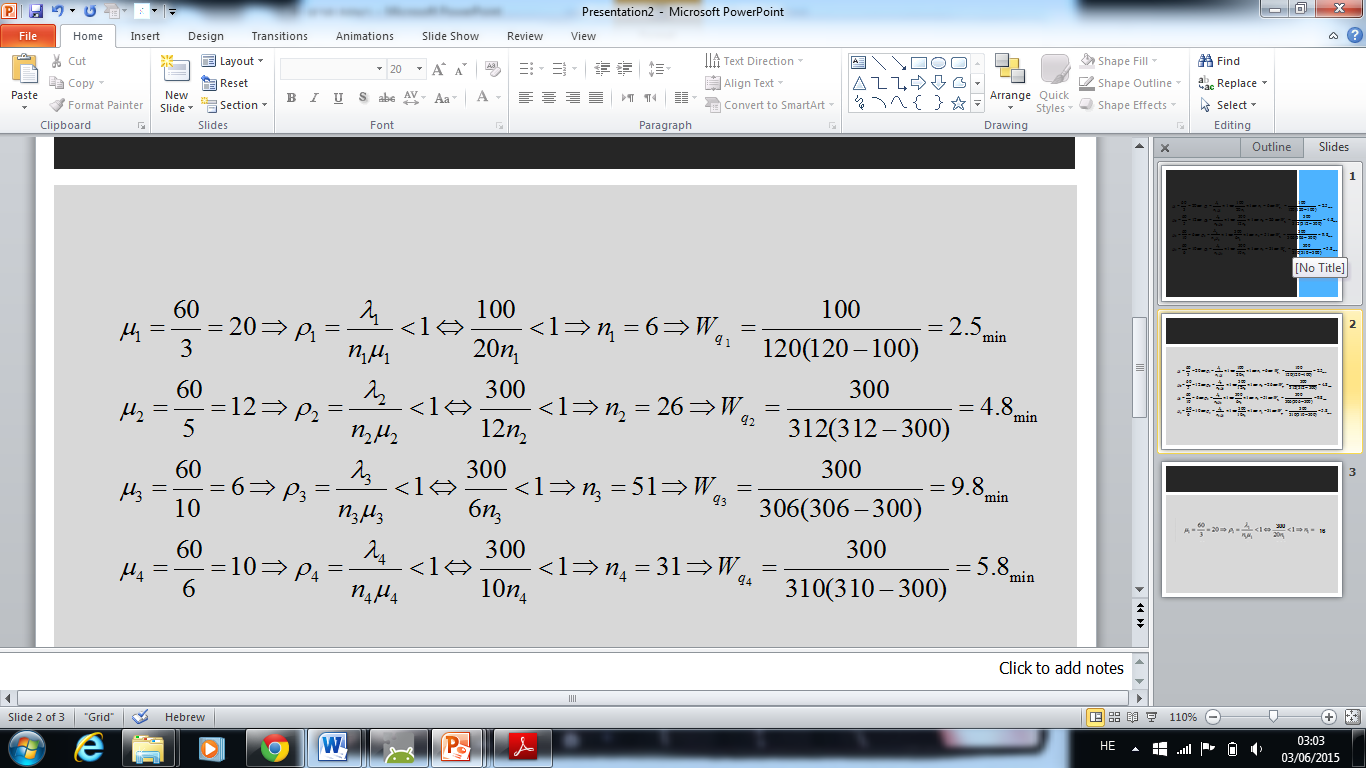 Presentation2 - Microsoft PowerPoint
File Home Insert Design Transitions Animations Slide Show Review View
Paste
Cut
Copy
Format Painter
Clipboard
New Slide
Layout
Reset
Section
Slides
20
B I U S abc AV Aa A
Font
Paragraph
Text Direction
Align Text
Convert to SmartArt
Arrange
Quick Styles
Shape Fill
Shape Outline
Shape Effects
Drawing
Find
Replace
Select
Editing
Outline Slides
1
[No Title]
2
3
μ₁ = 60/3 = 20 ⇒ ρ₁ = λ₁/(n₁μ₁) < 1 ⇔ 100/(20n₁) < 1 ⇒ n₁ = 6 ⇒ W_q₁ = 100/(120(120−100)) = 2.5 min
μ₂ = 60/5 = 12 ⇒ ρ₂ = λ₂/(n₂μ₂) < 1 ⇔ 300/(12n₂) < 1 ⇒ n₂ = 26 ⇒ W_q₂ = 300/(312(312−300)) = 4.8 min
μ₃ = 60/10 = 6 ⇒ ρ₃ = λ₃/(n₃μ₃) < 1 ⇔ 300/(6n₃) < 1 ⇒ n₃ = 51 ⇒ W_q₃ = 300/(306(306−300)) = 9.8 min
μ₄ = 60/6 = 10 ⇒ ρ₄ = λ₄/(n₄μ₄) < 1 ⇔ 300/(10n₄) < 1 ⇒ n₄ = 31 ⇒ W_q₄ = 300/(310(310−300)) = 5.8 min
Click to add notes
Slide 2 of 3 "Grid" Hebrew 110%
HE
03:03
03/06/2015